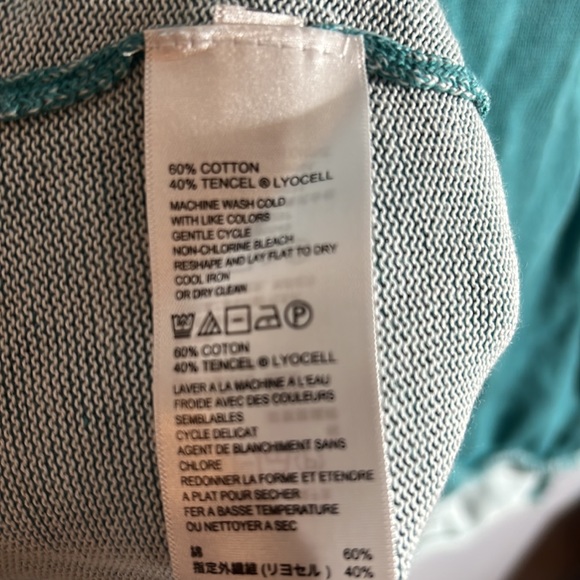 60% COTTON
40% TENCEL ® LYOCELL
MACHINE WASH COLD
WITH LIKE COLORS
GENTLE CYCLE
NON-CHLORINE BLEACH
RESHAPE AND LAY FLAT TO DRY
COOL IRON
OR DRY CLEAN
P
60% COTON
40% TENCEL ® LYOCELL
LAVER A LA MACHINE A L'EAU
FROIDE AVEC DES COULEURS
SEMBLABLES
CYCLE DELICAT
AGENT DE BLANCHIMENT SANS
CHLORE
REDONNER LA FORME ET ETENDRE
A PLAT POUR SECHER
FER A BASSE TEMPERATURE
OU NETTOYER A SEC
綿 60%
指定外繊維 (リヨセル) 40%